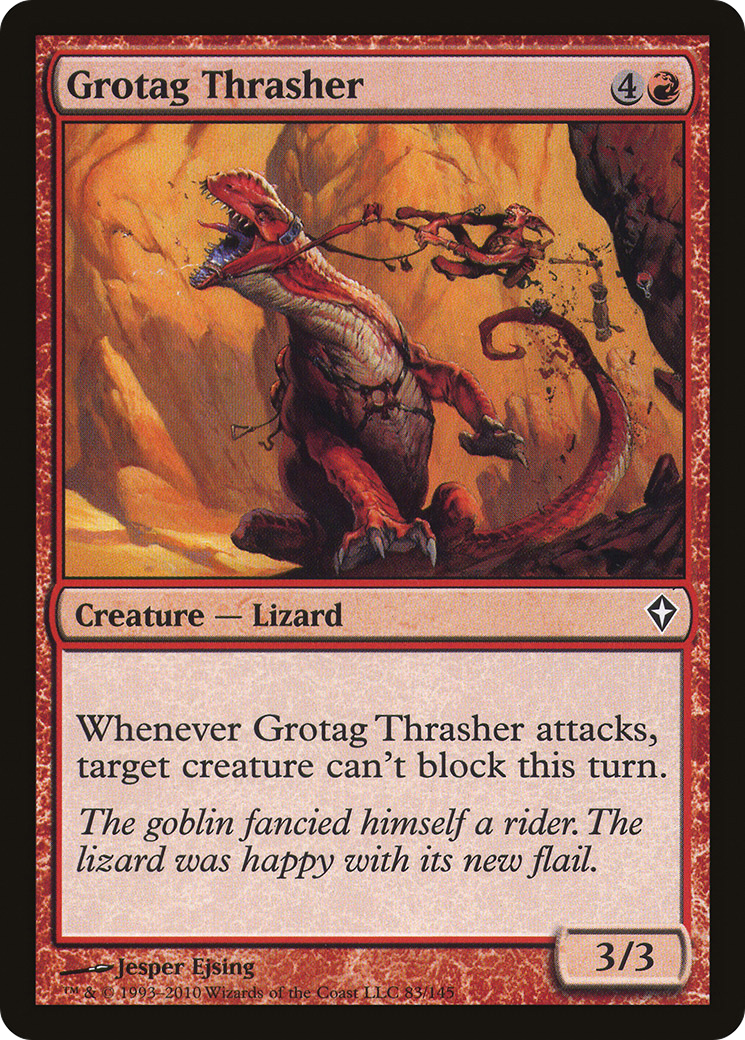 Grotag Thrasher 4
Creature — Lizard
Whenever Grotag Thrasher attacks,
target creature can't block this turn.
The goblin fancied himself a rider. The
lizard was happy with its new flail.
3/3
Jesper Ejsing
™ & © 1993–2010 Wizards of the Coast LLC 83/145